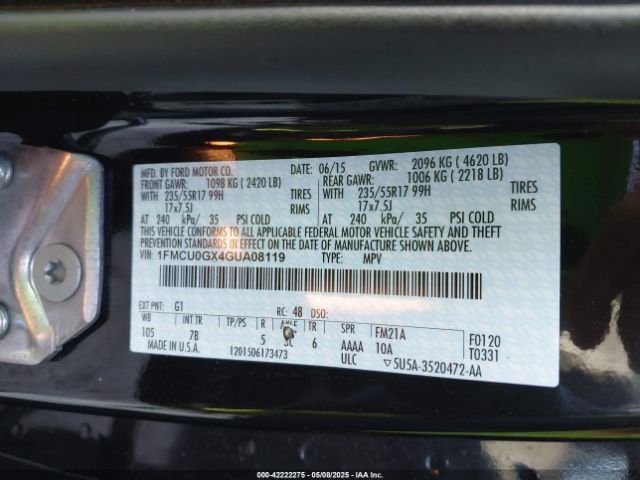 MFD. BY FORD MOTOR CO. 06/15 GVWR: 2096 KG ( 4620 LB)
FRONT GAWR: 1098 KG ( 2420 LB) REAR GAWR: 1006 KG ( 2218 LB)
WITH WITH
235/55R17 99H TIRES 235/55R17 99H TIRES
17x7.5J RIMS 17x7.5J RIMS
AT 240 kPa/ 35 PSI COLD AT 240 kPa/ 35 PSI COLD
THIS VEHICLE CONFORMS TO ALL APPLICABLE FEDERAL MOTOR VEHICLE SAFETY AND THEFT
PREVENTION STANDARDS IN EFFECT ON THE DATE OF MANUFACTURE SHOWN ABOVE.
VIN: 1FMCU0GX4GUA08119 TYPE: MPV
EXT PNT: G1 RC: 48 DSO:
WB INT TR TP/PS R AXLE TR SPR FM21A F0120
105 7B 5 6 AAAA 10A T0331
MADE IN U.S.A. 1201506173473 ULC ▽5U5A-3520472-AA
000-42222275 - 05/08/2025 - IAA Inc.